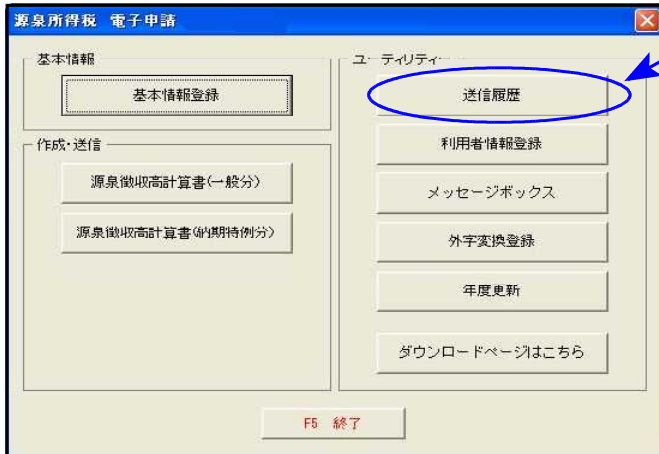 源泉所得税 電子申請
基本情報
基本情報登録
作成・送信
源泉徴収高計算書(一般分)
源泉徴収高計算書(納期特例分)
ユーティリティー
送信履歴
利用者情報登録
メッセージボックス
外字変換登録
年度更新
ダウンロードページはこちら
F5 終了